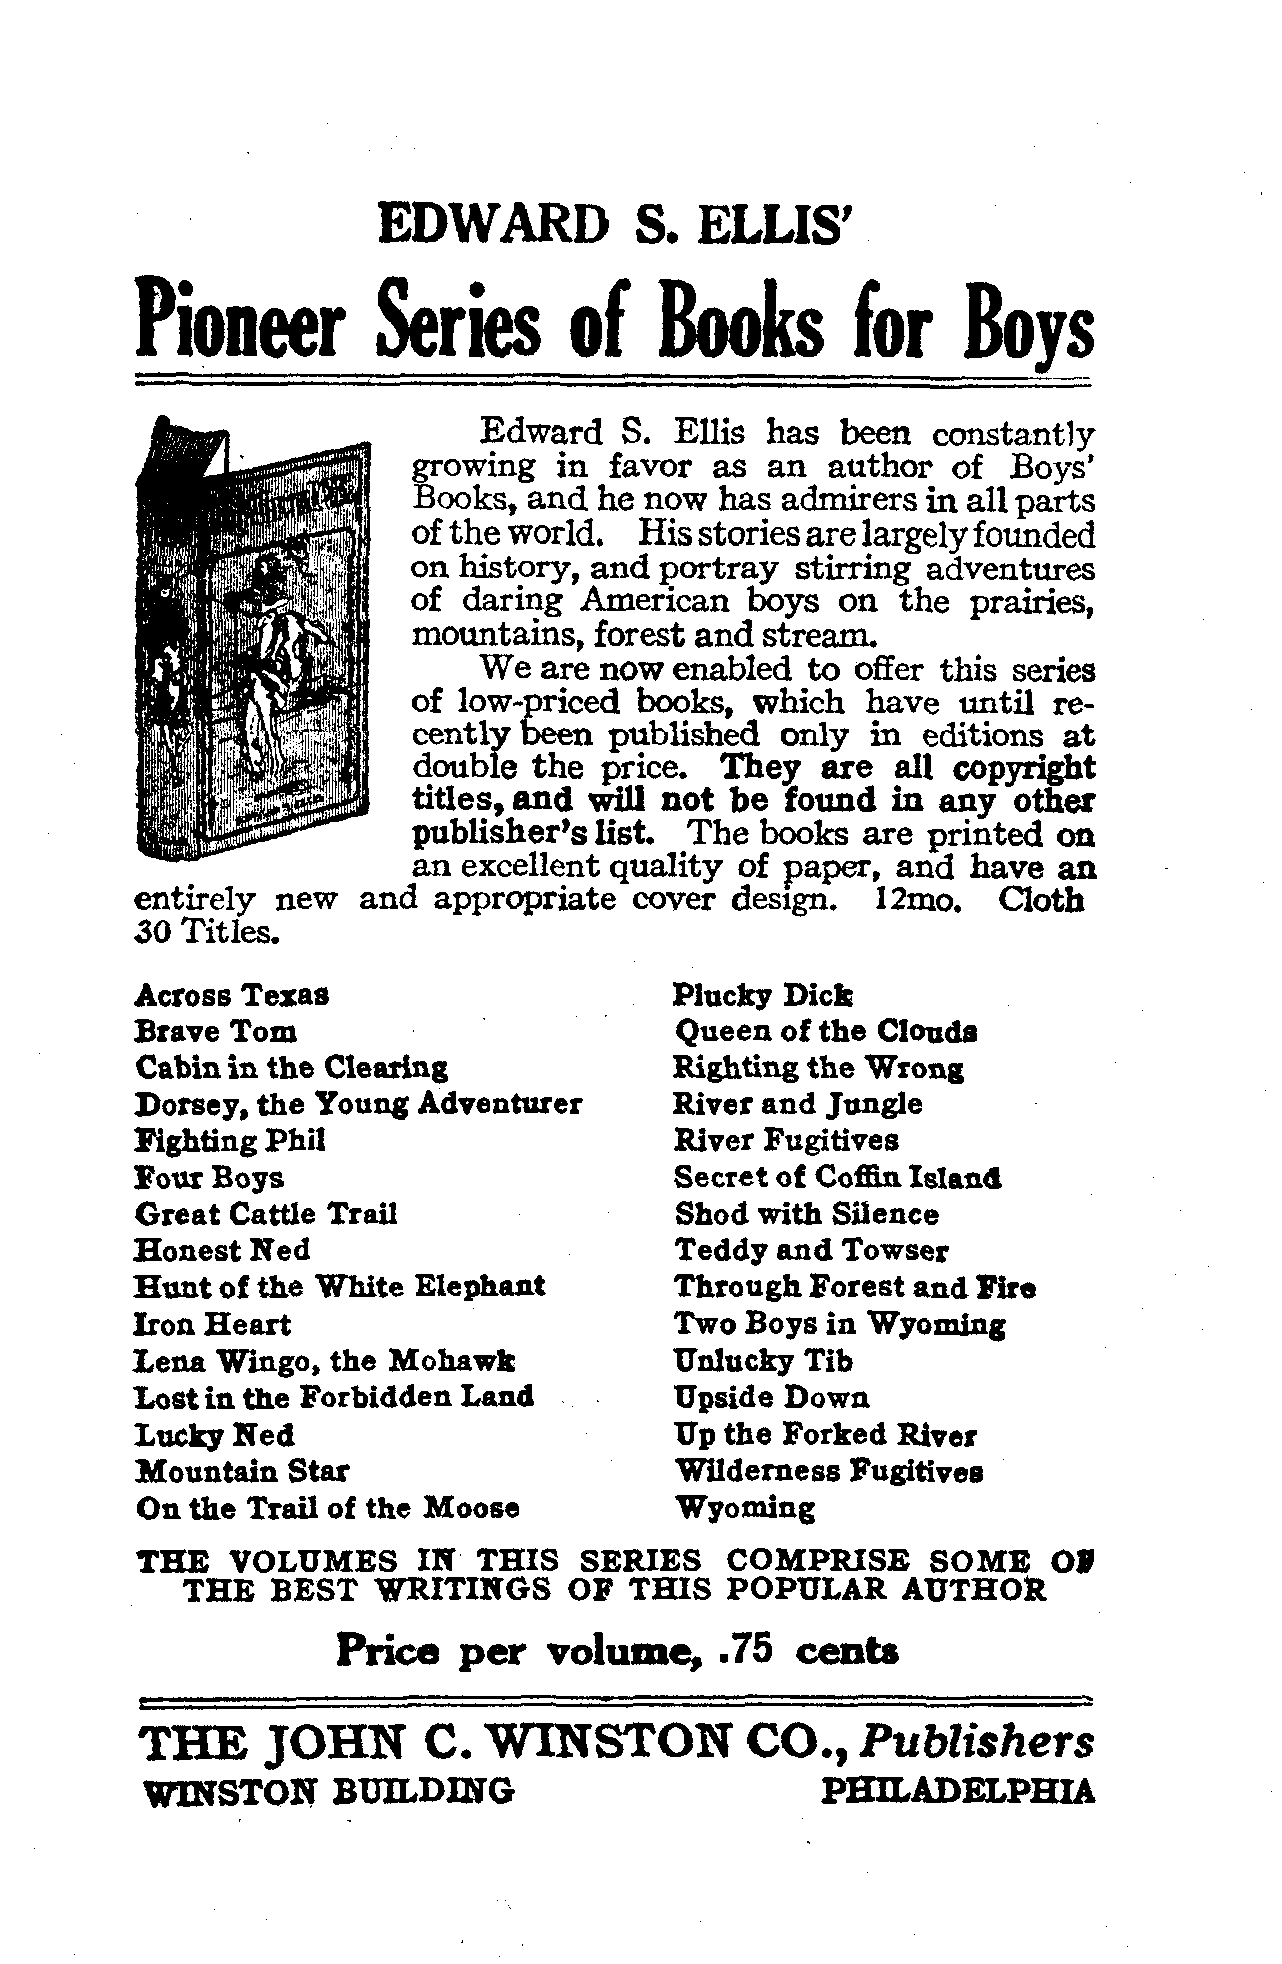 EDWARD S. ELLIS'
Pioneer Series of Books for Boys
Edward S. Ellis has been constantly
growing in favor as an author of Boys'
Books, and he now has admirers in all parts
of the world. His stories are largely founded
on history, and portray stirring adventures
of daring American boys on the prairies,
mountains, forest and stream.
We are now enabled to offer this series
of low-priced books, which have until re-
cently been published only in editions at
double the price. They are all copyright
titles, and will not be found in any other
publisher's list. The books are printed on
an excellent quality of paper, and have an
entirely new and appropriate cover design. 12mo. Cloth
30 Titles.
Across Texas
Brave Tom
Cabin in the Clearing
Dorsey, the Young Adventurer
Fighting Phil
Four Boys
Great Cattle Trail
Honest Ned
Hunt of the White Elephant
Iron Heart
Lena Wingo, the Mohawk
Lost in the Forbidden Land
Lucky Ned
Mountain Star
On the Trail of the Moose
Plucky Dick
Queen of the Clouds
Righting the Wrong
River and Jungle
River Fugitives
Secret of Coffin Island
Shod with Silence
Teddy and Towser
Through Forest and Fire
Two Boys in Wyoming
Unlucky Tib
Upside Down
Up the Forked River
Wilderness Fugitives
Wyoming
THE VOLUMES IN THIS SERIES COMPRISE SOME OF
THE BEST WRITINGS OF THIS POPULAR AUTHOR
Price per volume, .75 cents
THE JOHN C. WINSTON CO., Publishers
WINSTON BUILDING PHILADELPHIA